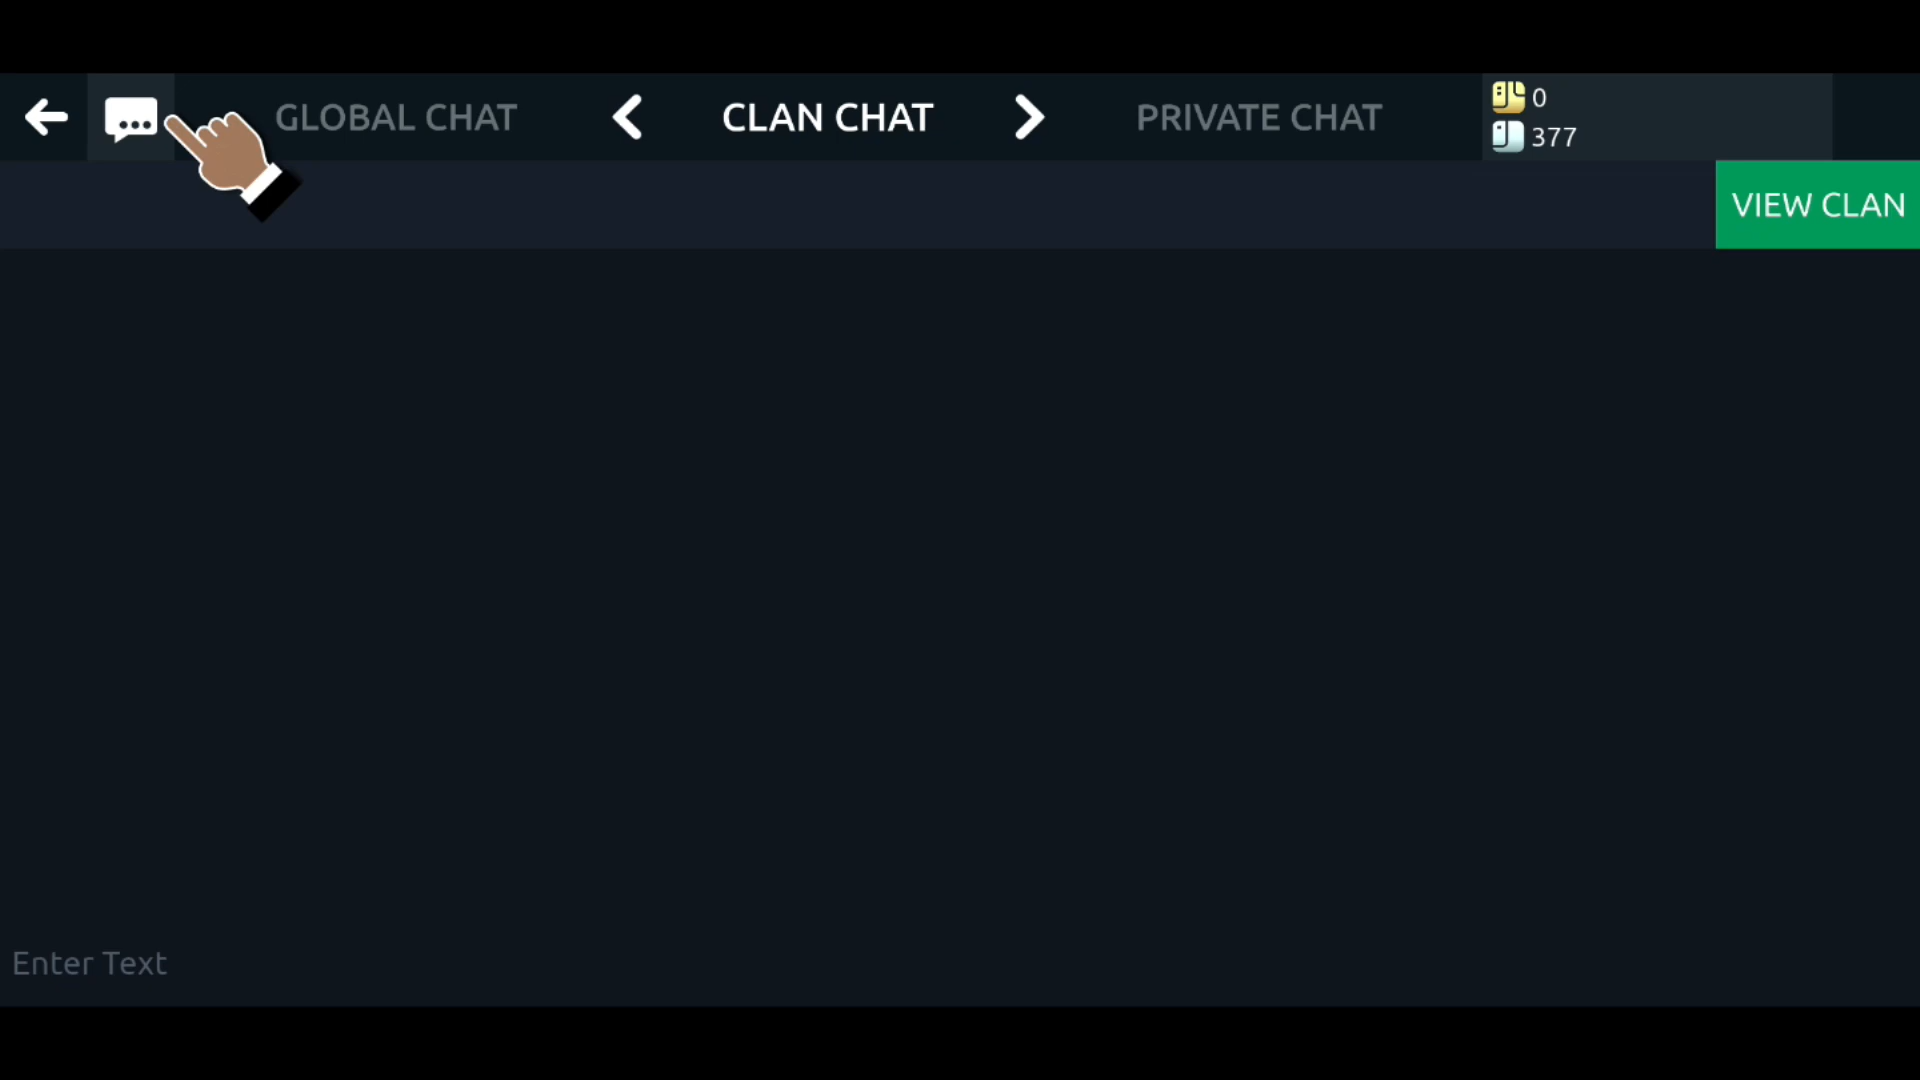 GLOBAL CHAT
CLAN CHAT
PRIVATE CHAT
0
377
VIEW CLAN
Enter Text